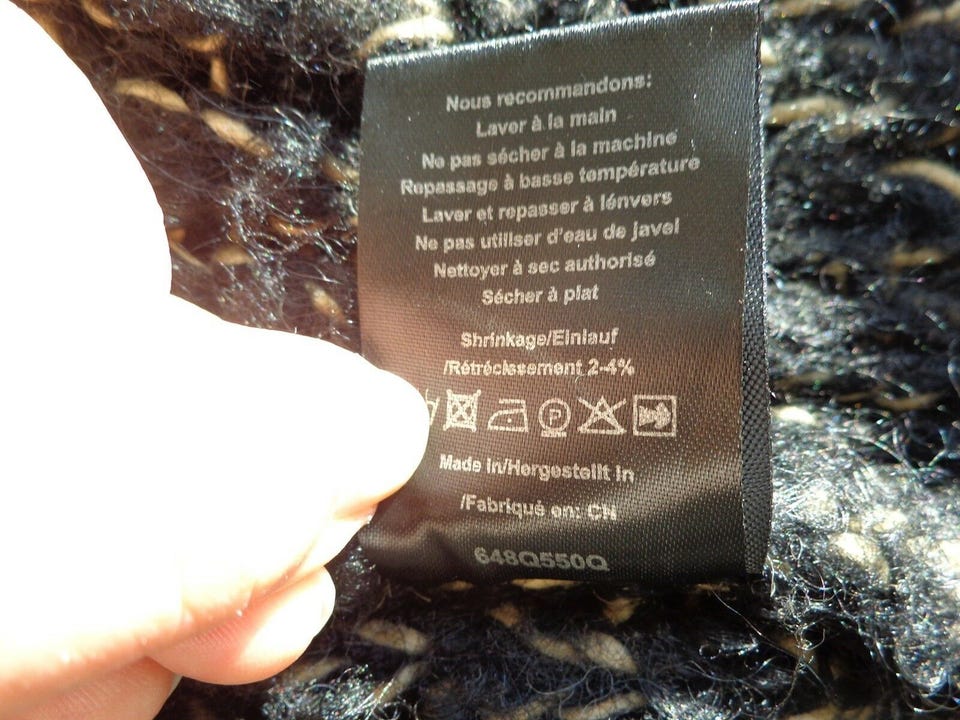 Nous recommandons:
Laver à la main
Ne pas sécher à la machine
Repassage à basse température
Laver et repasser à lénvers
Ne pas utiliser d'eau de javel
Nettoyer à sec authorisé
Sécher à plat
Shrinkage/Einlauf
/Rétrécissement 2-4%
P
Made in/Hergestellt in
/Fabriqué en: CN
648Q550Q